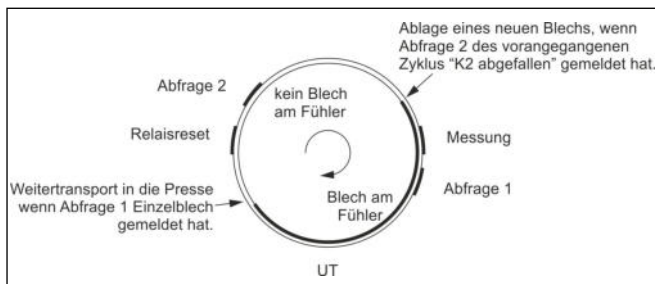 Ablage eines neuen Blechs, wenn
Abfrage 2 des vorangegangenen
Zyklus "K2 abgefallen" gemeldet hat.
Abfrage 2
kein Blech
am Fühler
Relaisreset
Messung
Weitertransport in die Presse
wenn Abfrage 1 Einzelblech
gemeldet hat.
Blech am
Fühler
Abfrage 1
UT